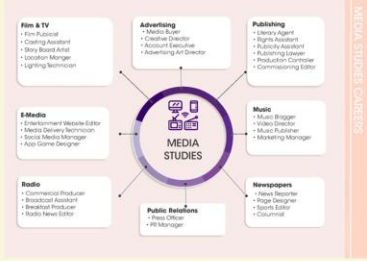 Film & TV
• Film Publicist
• Casting Assistant
• Story Board Artist
• Location Manger
• Lighting Technician
Advertising
• Media Buyer
• Creative Director
• Account Executive
• Advertising Art Director
Publishing
• Literary Agent
• Rights Assistant
• Publicity Assistant
• Publishing Lawyer
• Production Controller
• Commissioning Editor
E-Media
• Entertainment Website Editor
• Media Delivery Technician
• Social Media Manager
• App Game Designer
MEDIA
STUDIES
Music
• Music Blogger
• Video Director
• Music Publisher
• Marketing Manager
Radio
• Commercial Producer
• Broadcast Assistant
• Breakfast Producer
• Radio News Editor
Public Relations
• Press Officer
• PR Manager
Newspapers
• News Reporter
• Page Designer
• Sports Editor
• Columnist
MEDIA STUDIES CAREERS